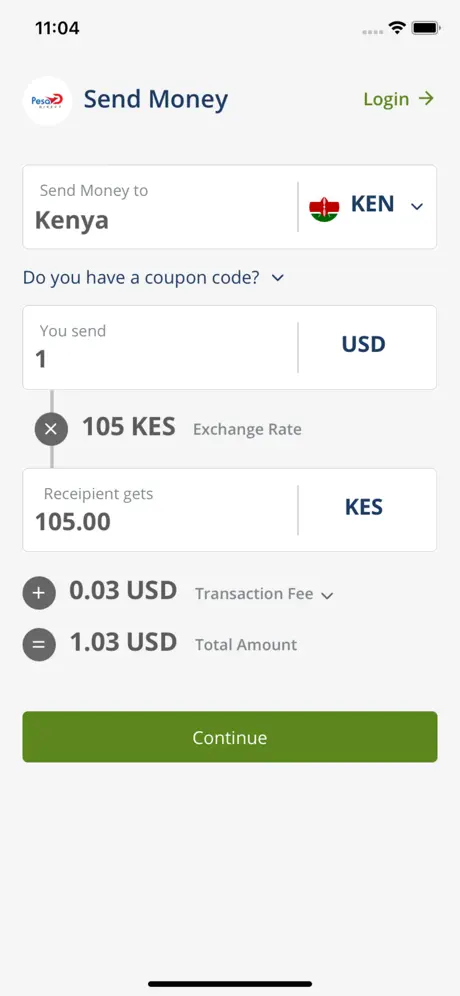 11:04
Pesa
DIRECT
Send Money
Login
Send Money to
Kenya
KEN
Do you have a coupon code?
You send
1
USD
105 KES
Exchange Rate
Receipient gets
105.00
KES
0.03 USD
Transaction Fee
1.03 USD
Total Amount
Continue